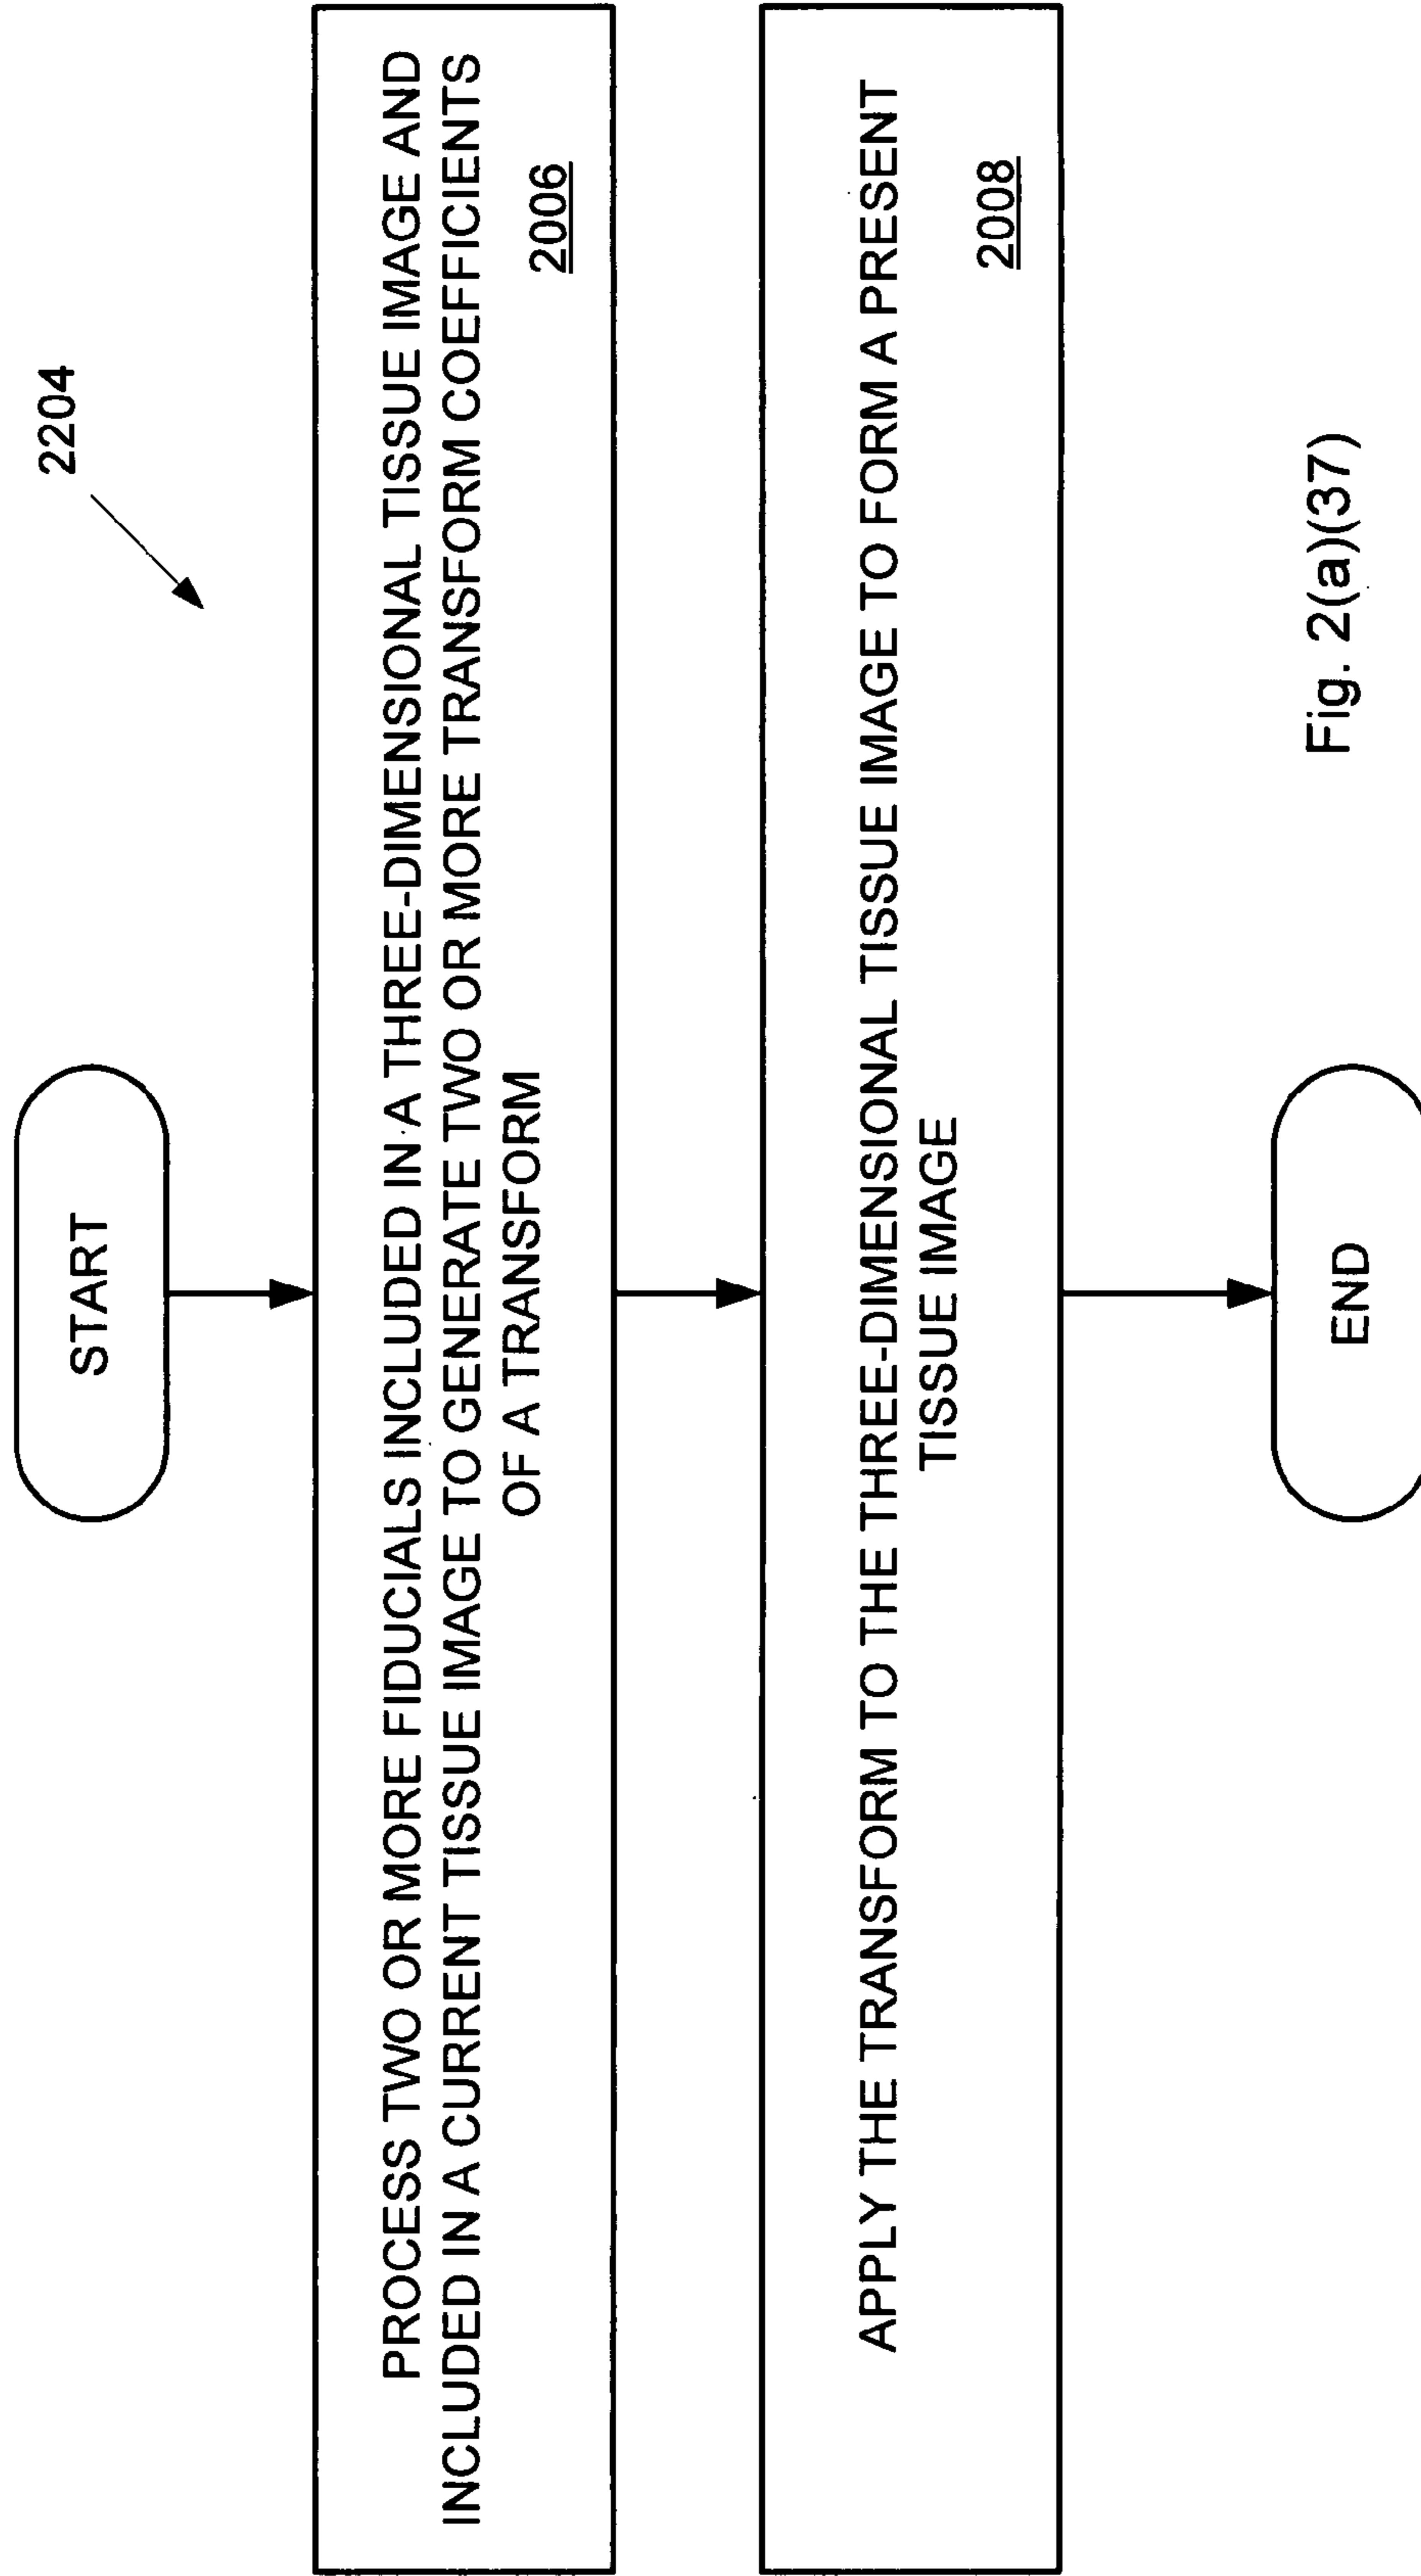 2204
START
PROCESS TWO OR MORE FIDUCIALS INCLUDED IN A THREE-DIMENSIONAL TISSUE IMAGE AND
INCLUDED IN A CURRENT TISSUE IMAGE TO GENERATE TWO OR MORE TRANSFORM COEFFICIENTS
OF A TRANSFORM
2006
APPLY THE TRANSFORM TO THE THREE-DIMENSIONAL TISSUE IMAGE TO FORM A PRESENT
TISSUE IMAGE
2008
END
Fig. 2(a)(37)